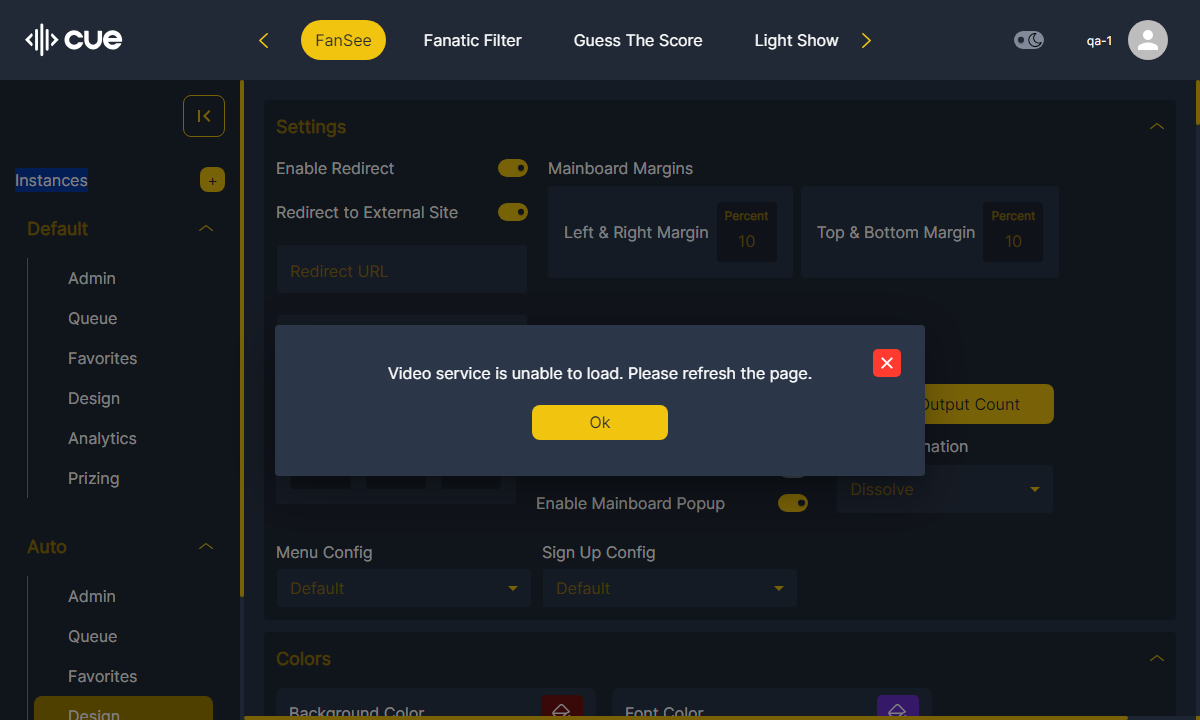 cue
FanSee
Fanatic Filter
Guess The Score
Light Show
qa-1
Instances
+
Default
Admin
Queue
Favorites
Design
Analytics
Prizing
Auto
Admin
Queue
Favorites
Design
Settings
Enable Redirect
Redirect to External Site
Redirect URL
Mainboard Margins
Left & Right Margin
Percent
10
Top & Bottom Margin
Percent
10
Video service is unable to load. Please refresh the page.
Ok
Output Count
Dissolve
Enable Mainboard Popup
Menu Config
Default
Sign Up Config
Default
Colors
Background Color
Font Color